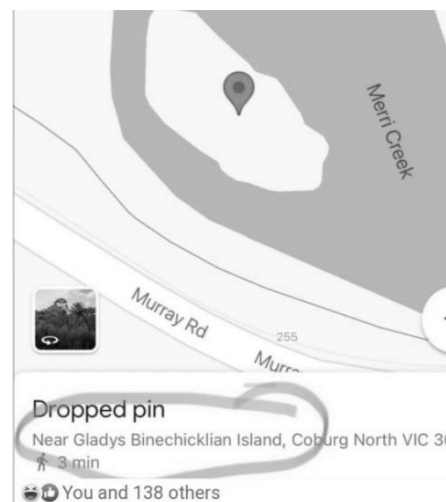 Merri Creek
Murray Rd
255
Murra
Dropped pin
Near Gladys Binechicklian Island, Coburg North VIC 30
3 min
You and 138 others